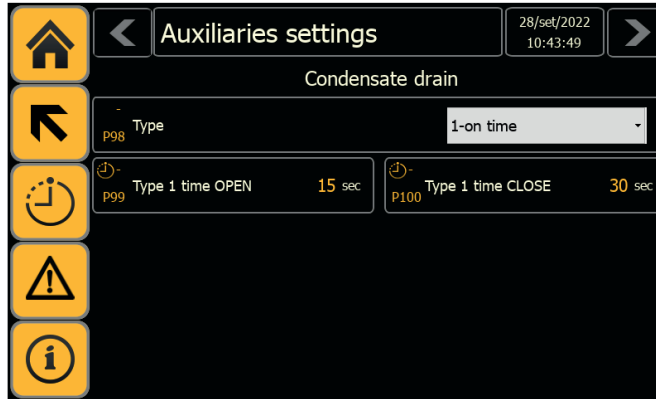 Auxiliaries settings
28/set/2022
10:43:49
Condensate drain
-
P98 Type
1-on time
-
P99 Type 1 time OPEN 15 sec
-
P100 Type 1 time CLOSE 30 sec
i